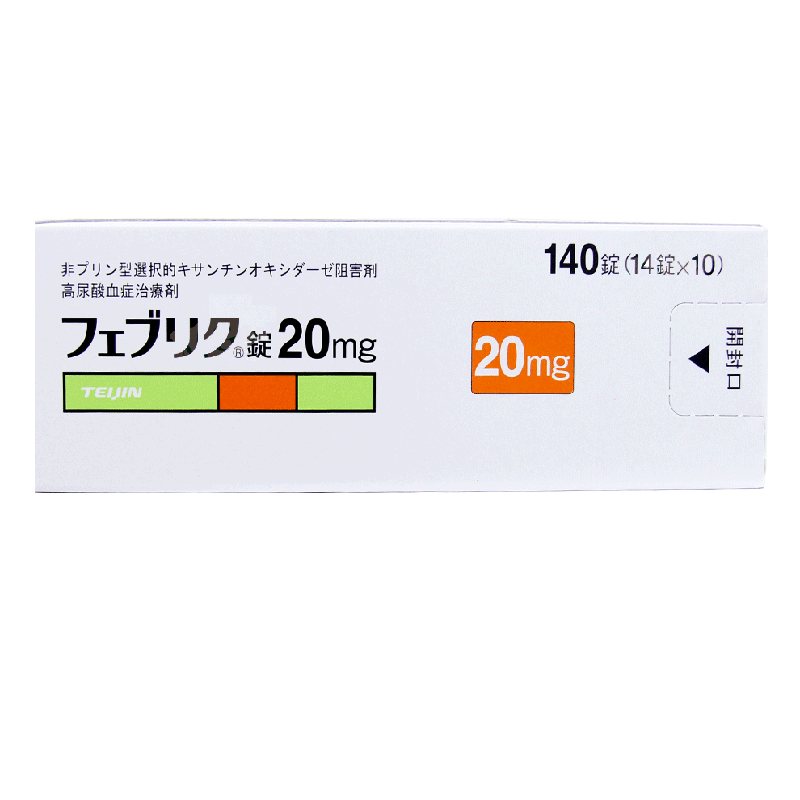 非プリン型選択的キサンチンオキシダーゼ阻害剤
高尿酸血症治療剤
フェブリク®錠20mg
TEIJIN
140錠(14錠×10)
20mg
開封口